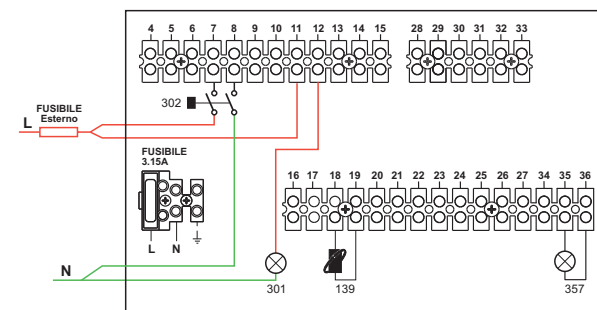 4 5 6 7 8 9 10 11 12 13 14 15 28 29 30 31 32 33
302
FUSIBILE
Esterno
L
FUSIBILE
3.15A
16 17 18 19 20 21 22 23 24 25 26 27 34 35 36
L N
N
301 139 357